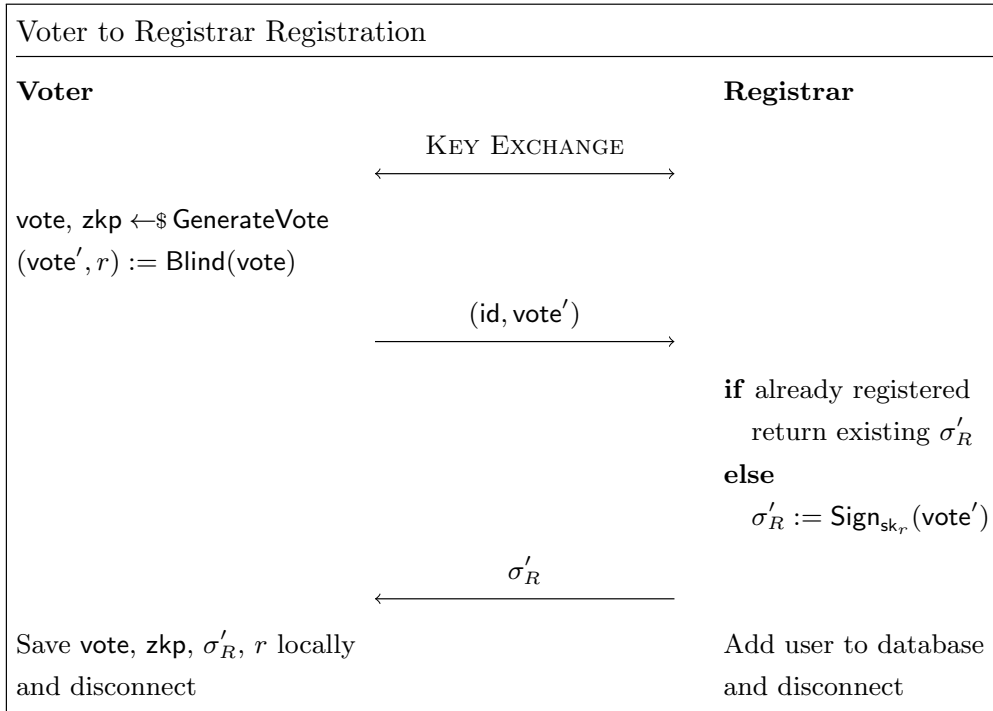 Voter to Registrar Registration
Voter Registrar
KEY EXCHANGE
vote, zkp ←$ GenerateVote
(vote′, r) := Blind(vote)
(id, vote′)
if already registered
return existing σ′_R
else
σ′_R := Sign_{sk_r}(vote′)
σ′_R
Save vote, zkp, σ′_R, r locally
and disconnect
Add user to database
and disconnect